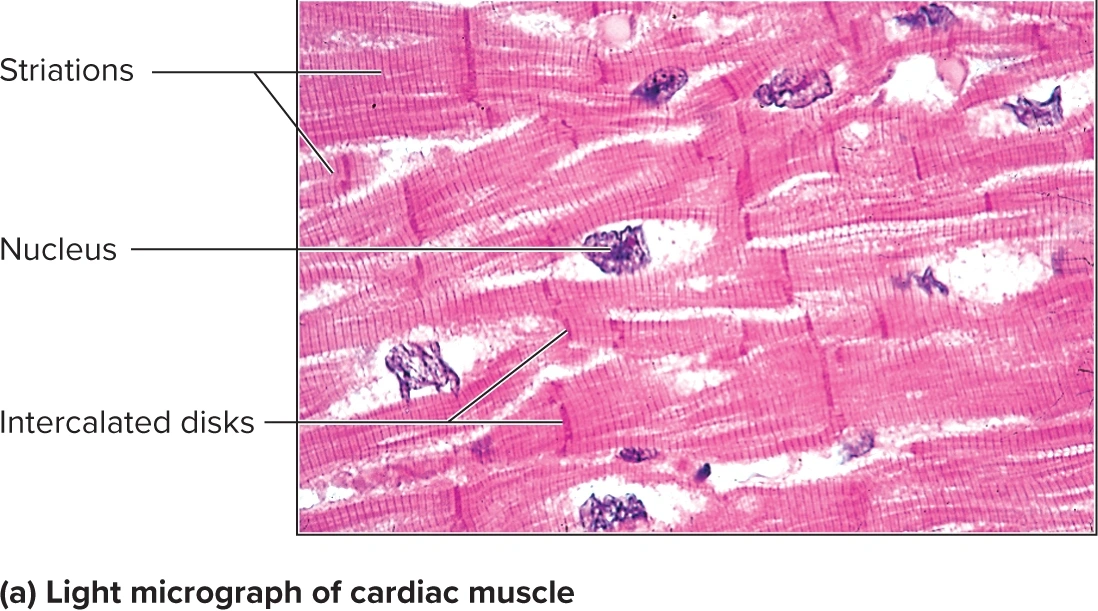 Striations
Nucleus
Intercalated disks
(a) Light micrograph of cardiac muscle